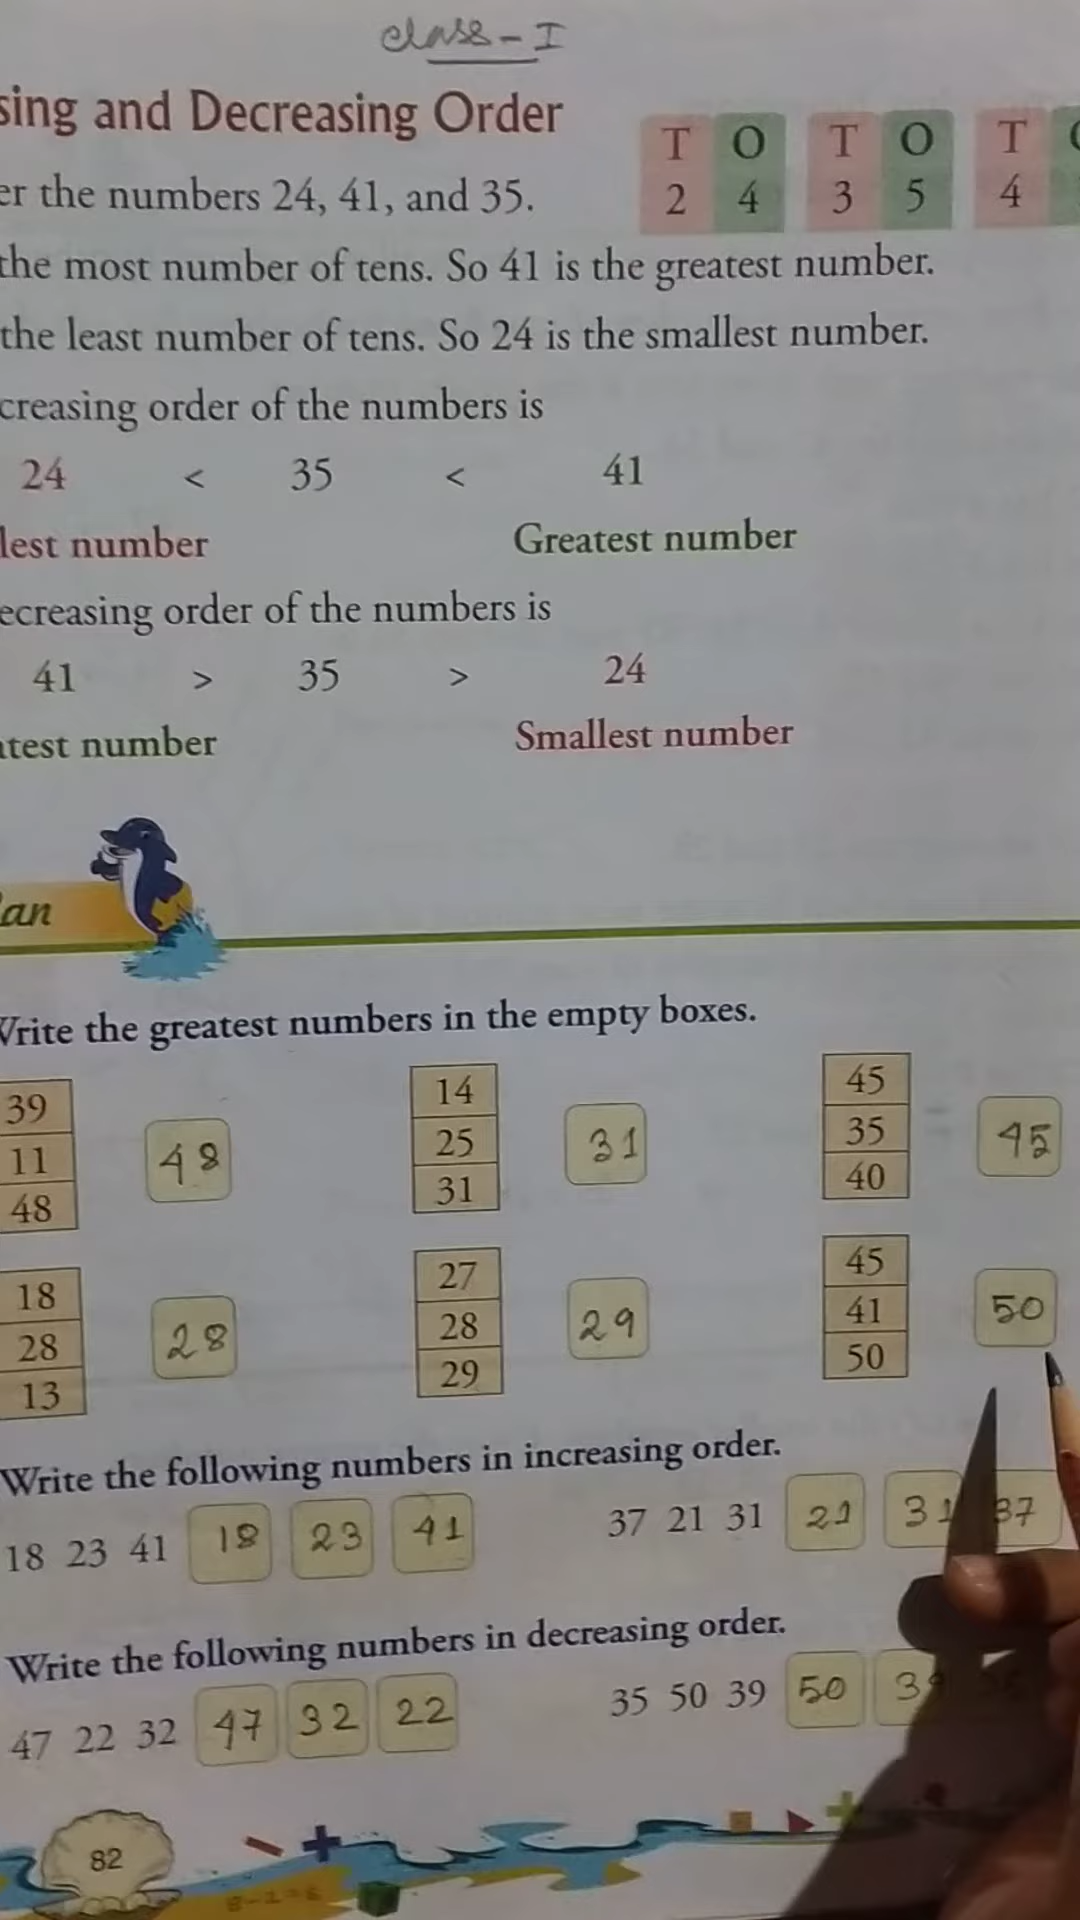 Class - I
sing and Decreasing Order
T O T O T
er the numbers 24, 41, and 35.
2 4 3 5 4
the most number of tens. So 41 is the greatest number.
the least number of tens. So 24 is the smallest number.
creasing order of the numbers is
24 < 35 < 41
lest number Greatest number
ecreasing order of the numbers is
41 > 35 > 24
atest number Smallest number
an
Write the greatest numbers in the empty boxes.
39 14 45
11 48 25 31 35 45
48 31 40
18 27 45
28 28 28 29 41 50
13 29 50
Write the following numbers in increasing order.
18 23 41 18 23 41 37 21 31 21 31 37
Write the following numbers in decreasing order.
47 22 32 47 32 22 35 50 39 50 39
82